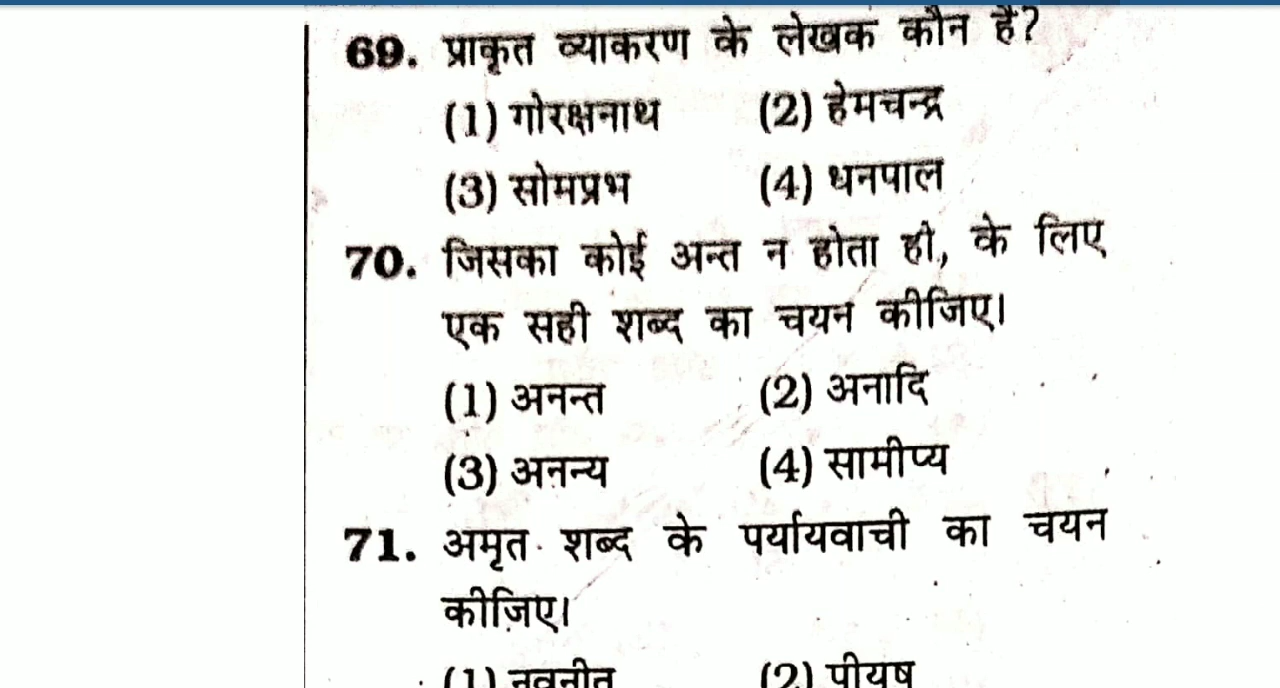 69. प्राकृत व्याकरण के लेखक कौन हैं?
(1) गोरक्षनाथ (2) हेमचन्द्र
(3) सोमप्रभ (4) धनपाल
70. जिसका कोई अन्त न होता हो, के लिए
एक सही शब्द का चयन कीजिए।
(1) अनन्त (2) अनादि
(3) अनन्य (4) सामीप्य
71. अमृत शब्द के पर्यायवाची का चयन
कीजिए।
(1) नवनीत (2) पीयूष